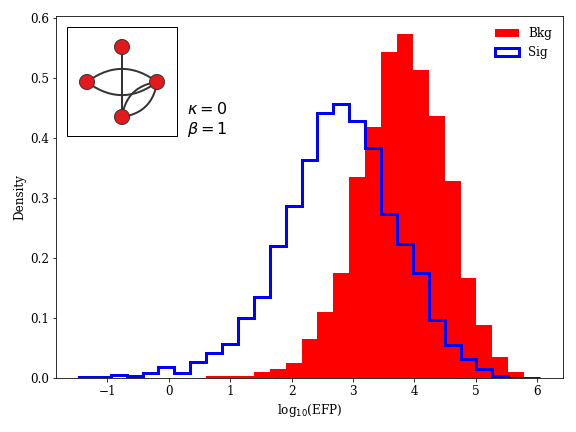 0.6
0.5
0.4
0.3
0.2
0.1
0.0
Density
κ = 0
β = 1
Bkg
Sig
−1 0 1 2 3 4 5 6
log₁₀(EFP)